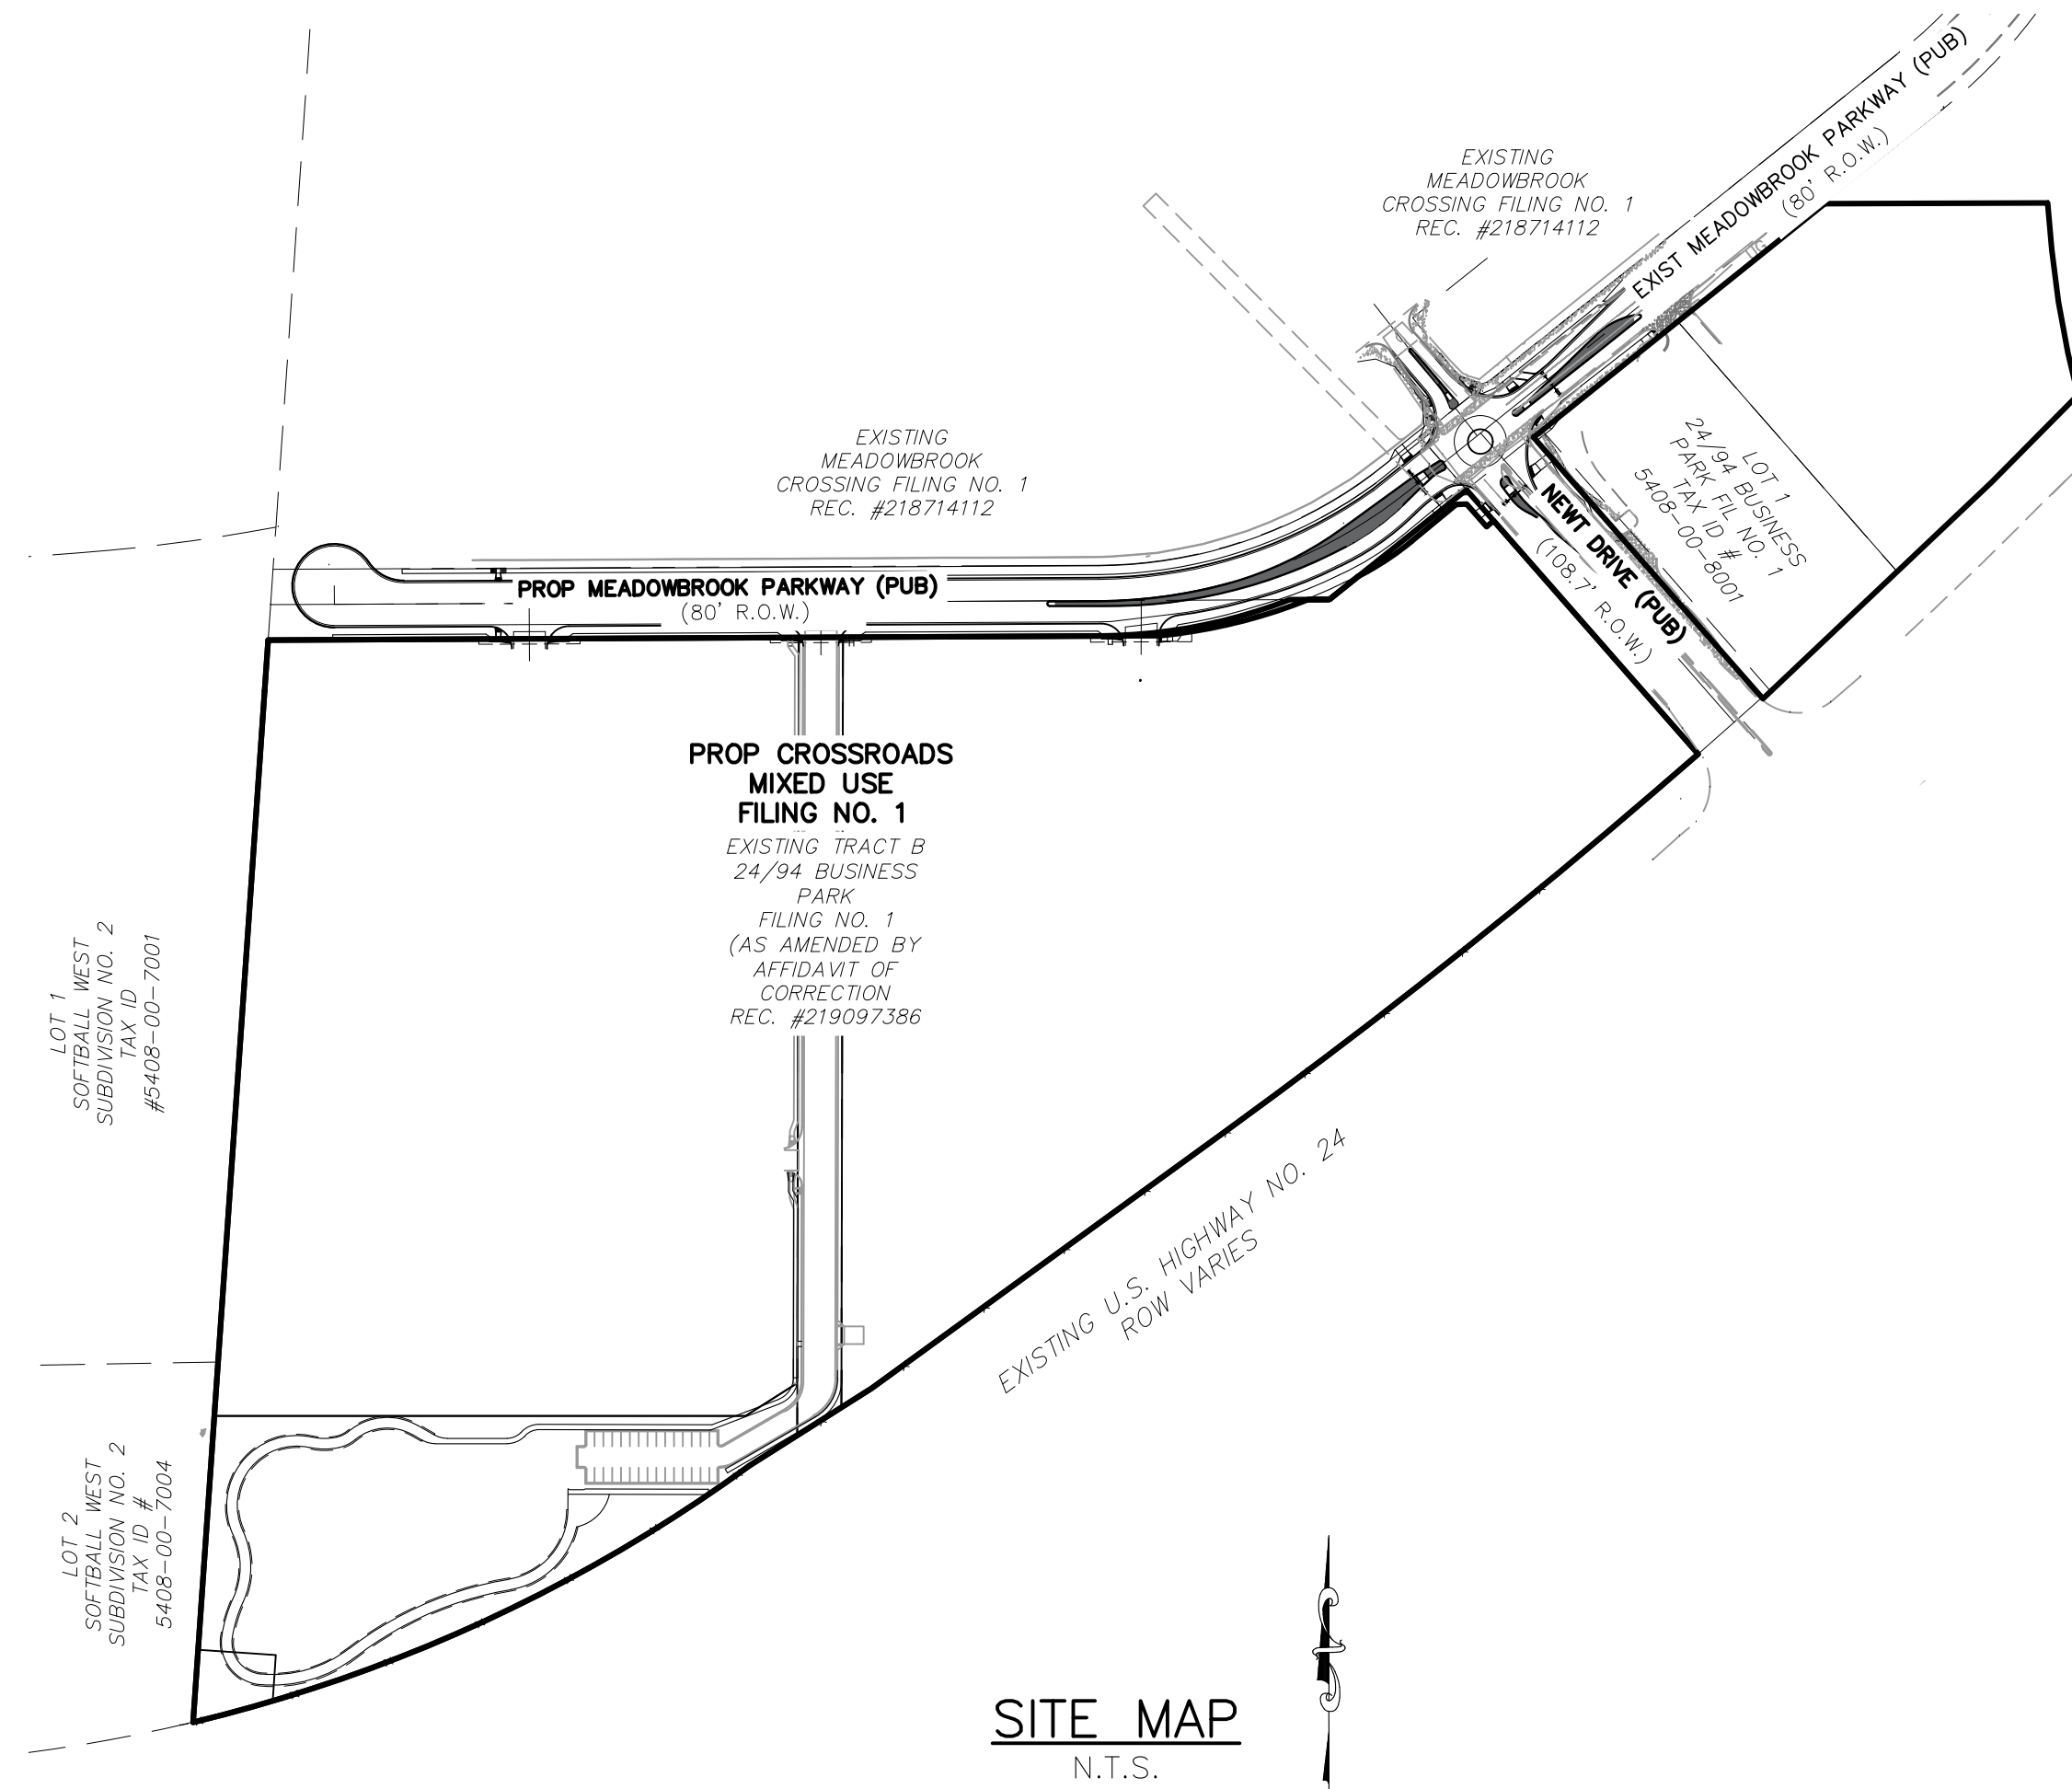 EXIST MEADOWBROOK PARKWAY (PUB)
(80' R.O.W.)
EXISTING
MEADOWBROOK
CROSSING FILING NO. 1
REC. #218714112
EXISTING
MEADOWBROOK
CROSSING FILING NO. 1
REC. #218714112
LOT 1
24/94 BUSINESS
PARK FIL NO. 1
TAX ID #
5408-00-8001
NEWT DRIVE (PUB)
(108.7' R.O.W.)
PROP MEADOWBROOK PARKWAY (PUB)
(80' R.O.W.)
PROP CROSSROADS
MIXED USE
FILING NO. 1
EXISTING TRACT B
24/94 BUSINESS
PARK
FILING NO. 1
(AS AMENDED BY
AFFIDAVIT OF
CORRECTION
REC. #219097386
LOT 1
SOFTBALL WEST
SUBDIVISION NO. 2
TAX ID
#5408-00-7001
EXISTING U.S. HIGHWAY NO. 24
ROW VARIES
LOT 2
SOFTBALL WEST
SUBDIVISION NO. 2
TAX ID #
5408-00-7004
SITE MAP
N.T.S.